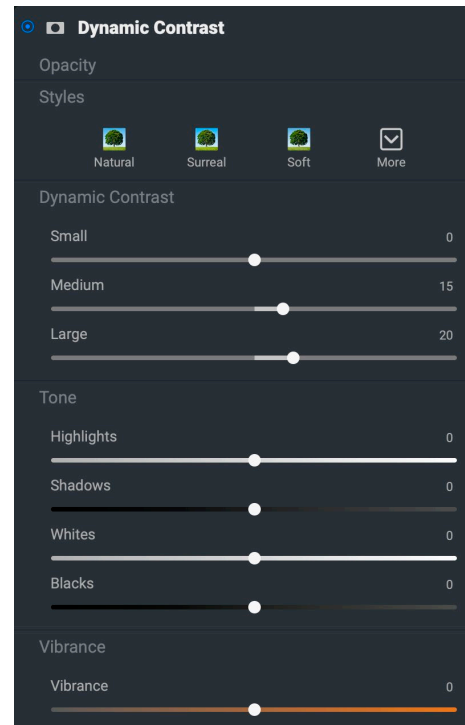 Dynamic Contrast
Opacity
Styles
Natural Surreal Soft More
Dynamic Contrast
Small 0
Medium 15
Large 20
Tone
Highlights 0
Shadows 0
Whites 0
Blacks 0
Vibrance
Vibrance 0